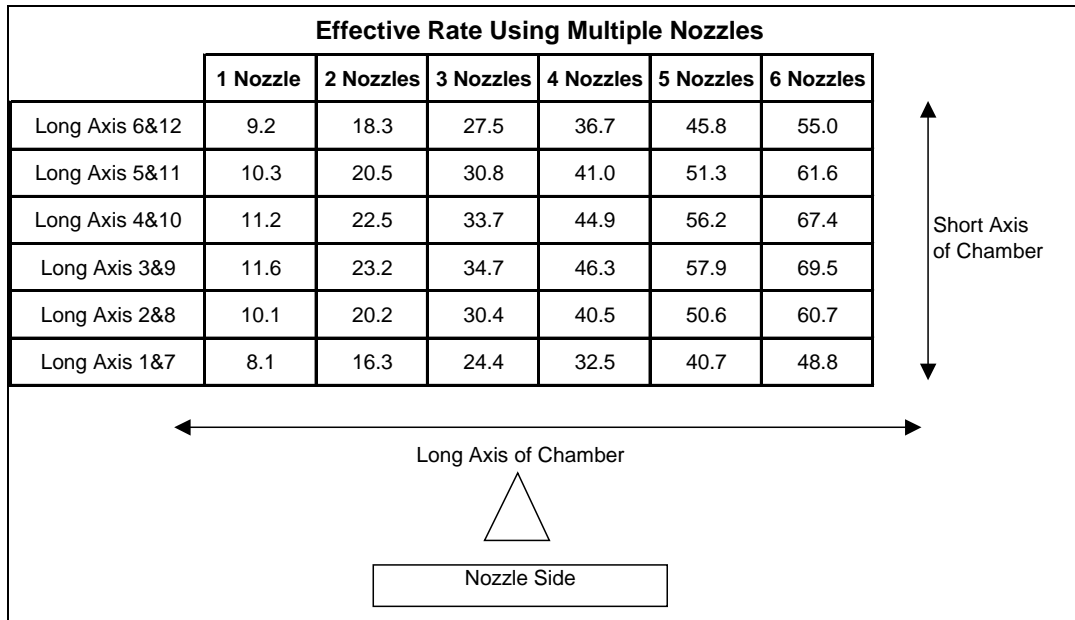 Effective Rate Using Multiple Nozzles
1 Nozzle 2 Nozzles 3 Nozzles 4 Nozzles 5 Nozzles 6 Nozzles
Long Axis 6&12 9.2 18.3 27.5 36.7 45.8 55.0
Long Axis 5&11 10.3 20.5 30.8 41.0 51.3 61.6
Long Axis 4&10 11.2 22.5 33.7 44.9 56.2 67.4
Long Axis 3&9 11.6 23.2 34.7 46.3 57.9 69.5
Long Axis 2&8 10.1 20.2 30.4 40.5 50.6 60.7
Long Axis 1&7 8.1 16.3 24.4 32.5 40.7 48.8
Short Axis
of Chamber
Long Axis of Chamber
Nozzle Side